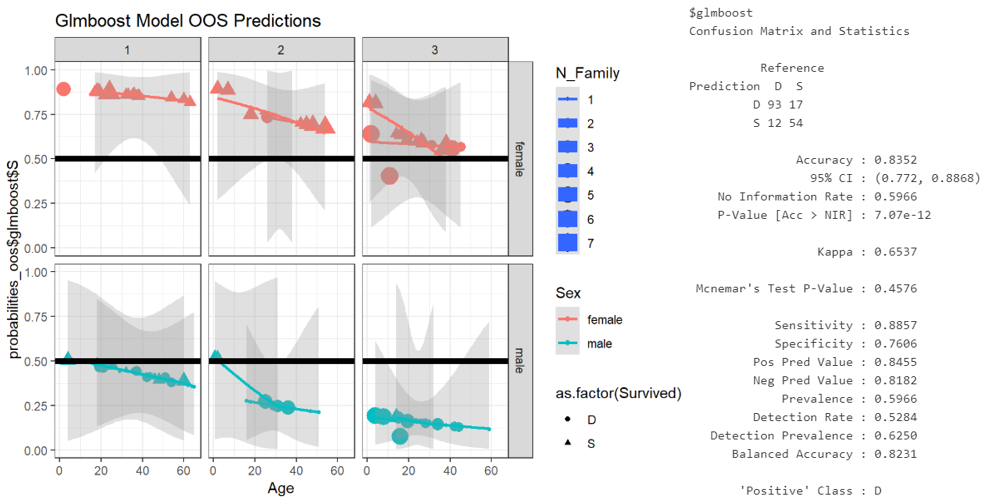 Glmboost Model OOS Predictions
1 2 3
1.00
0.75
0.50
0.25
0.00
female
1.00
0.75
0.50
0.25
0.00
male
probabilities_oos$glmboost$S
0 20 40 60 0 20 40 60 0 20 40 60
Age
N_Family
1
2
3
4
5
6
7
Sex
female
male
as.factor(Survived)
D
S
$glmboost
Confusion Matrix and Statistics
Reference
Prediction D S
D 93 17
S 12 54
Accuracy : 0.8352
95% CI : (0.772, 0.8868)
No Information Rate : 0.5966
P-Value [Acc > NIR] : 7.07e-12
Kappa : 0.6537
Mcnemar's Test P-Value : 0.4576
Sensitivity : 0.8857
Specificity : 0.7606
Pos Pred Value : 0.8455
Neg Pred Value : 0.8182
Prevalence : 0.5966
Detection Rate : 0.5284
Detection Prevalence : 0.6250
Balanced Accuracy : 0.8231
'Positive' Class : D